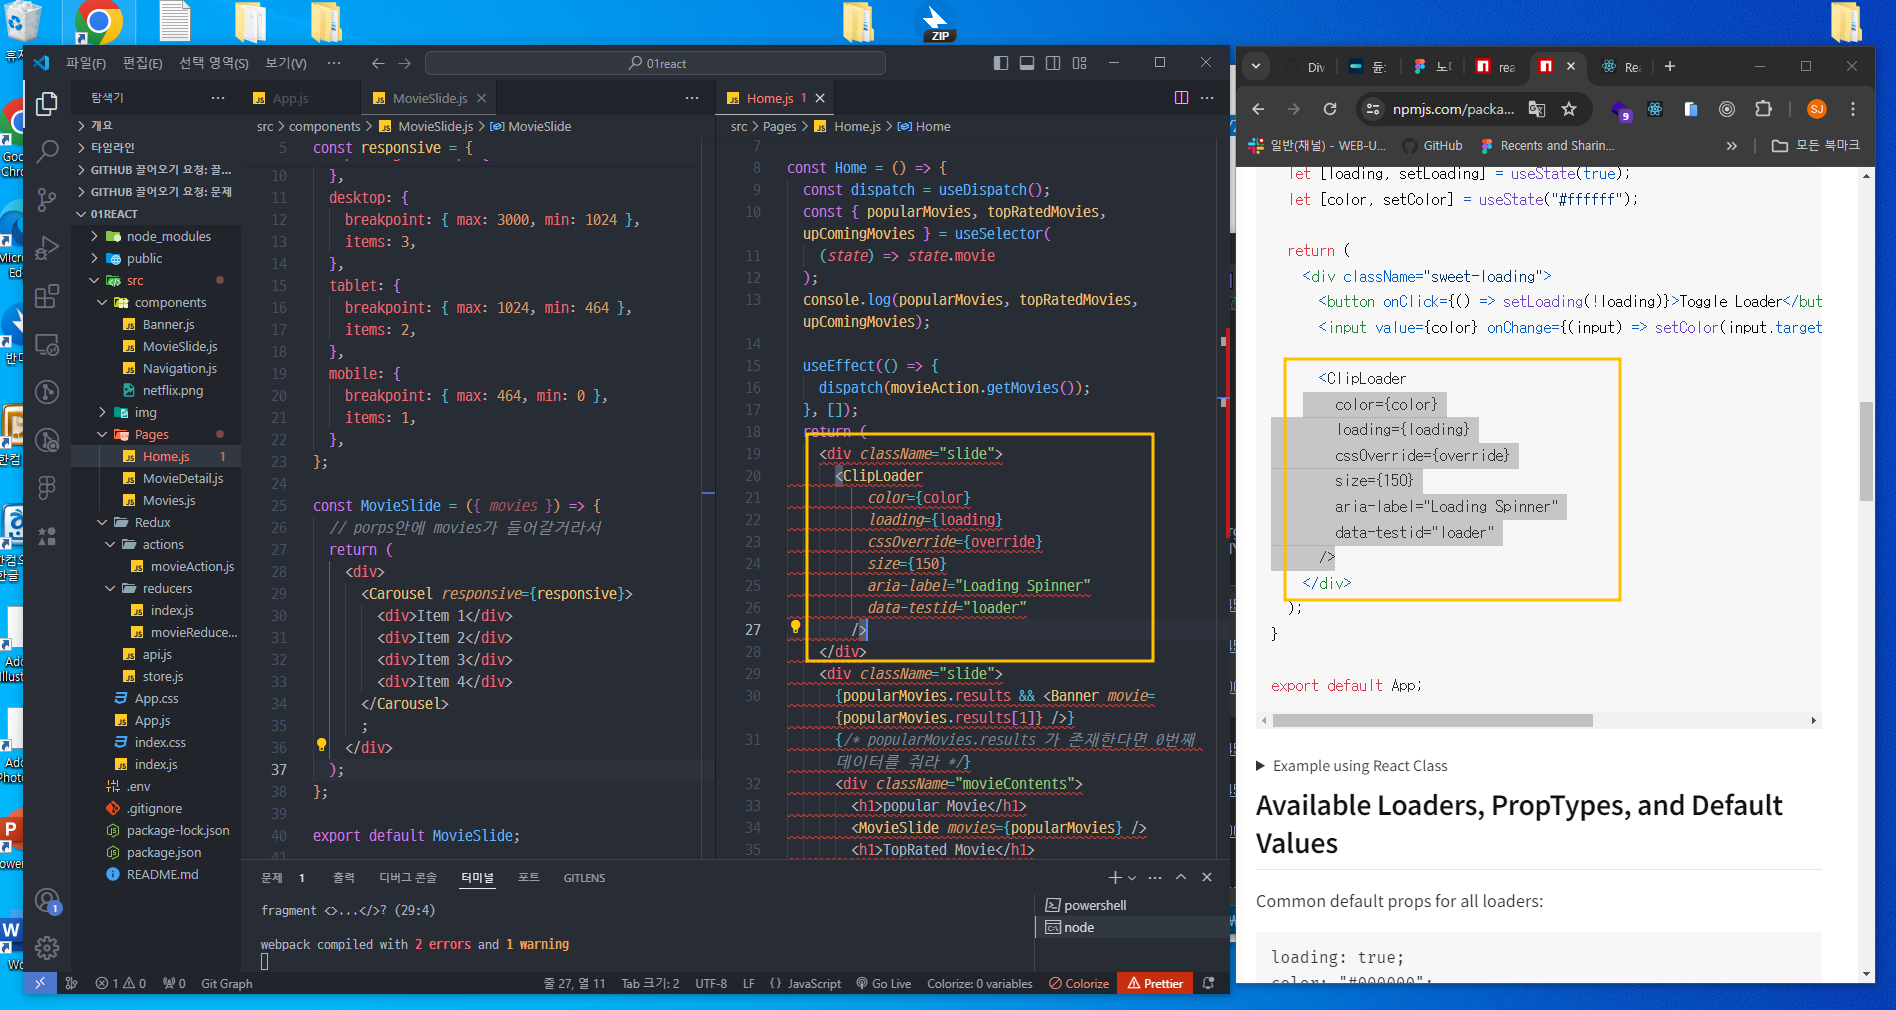 ZIP
파일(F) 편집(E) 선택 영역(S) 보기(V) ···
01react
탐색기
개요
타임라인
GITHUB 끌어오기 요청: 끌...
GITHUB 끌어오기 요청: 문제
01REACT
node_modules
public
src
components
Banner.js
MovieSlide.js
Navigation.js
netflix.png
img
Pages
Home.js 1
MovieDetail.js
Movies.js
Redux
actions
movieAction.js
reducers
index.js
movieReduce...
api.js
store.js
App.css
App.js
index.css
index.js
.env
.gitignore
package-lock.json
package.json
README.md
App.js
MovieSlide.js
src > components > MovieSlide.js > MovieSlide
5 const responsive = {
10 },
11 desktop: {
12 breakpoint: { max: 3000, min: 1024 },
13 items: 3,
14 },
15 tablet: {
16 breakpoint: { max: 1024, min: 464 },
17 items: 2,
18 },
19 mobile: {
20 breakpoint: { max: 464, min: 0 },
21 items: 1,
22 },
23 };
24
25 const MovieSlide = ({ movies }) => {
26 // porps안에 movies가 들어갈거라서
27 return (
28 <div>
29 <Carousel responsive={responsive}>
30 <div>Item 1</div>
31 <div>Item 2</div>
32 <div>Item 3</div>
33 <div>Item 4</div>
34 </Carousel>
35 ;
36 </div>
37 );
38 };
39
40 export default MovieSlide;
41
Home.js 1
src > Pages > Home.js > Home
7
8 const Home = () => {
9 const dispatch = useDispatch();
10 const { popularMovies, topRatedMovies,
upComingMovies } = useSelector(
11 (state) => state.movie
12 );
13 console.log(popularMovies, topRatedMovies,
upComingMovies);
14
15 useEffect(() => {
16 dispatch(movieAction.getMovies());
17 }, []);
18 return (
19 <div className="slide">
20 <ClipLoader
21 color={color}
22 loading={loading}
23 cssOverride={override}
24 size={150}
25 aria-label="Loading Spinner"
26 data-testid="loader"
27 />
28 </div>
29 <div className="slide">
30 {popularMovies.results && <Banner movie=
{popularMovies.results[1]} />}
31 {/* popularMovies.results 가 존재한다면 0번째
데이터를 줘라 */}
32 <div className="movieContents">
33 <h1>popular Movie</h1>
34 <MovieSlide movies={popularMovies} />
35 <h1>TopRated Movie</h1>
문제 1 출력 디버그 콘솔 터미널 포트 GITLENS
fragment <>...</>? (29:4)
webpack compiled with 2 errors and 1 warning
powershell
node
1 0 0 Git Graph
줄 27, 열 11 Tab 크기: 2 UTF-8 LF {} JavaScript Go Live Colorize: 0 variables Colorize Prettier
Div
rea
Rea
npmjs.com/packa...
9
SJ
일반(채널) - WEB-U... GitHub Recents and Sharin... » 모든 북마크
let [loading, setLoading] = useState(true);
let [color, setColor] = useState("#ffffff");
return (
<div className="sweet-loading">
<button onClick={() => setLoading(!loading)}>Toggle Loader</but
<input value={color} onChange={(input) => setColor(input.target
<ClipLoader
color={color}
loading={loading}
cssOverride={override}
size={150}
aria-label="Loading Spinner"
data-testid="loader"
/>
</div>
);
}
export default App;
Example using React Class
Available Loaders, PropTypes, and Default
Values
Common default props for all loaders:
loading: true;
color: "#000000";